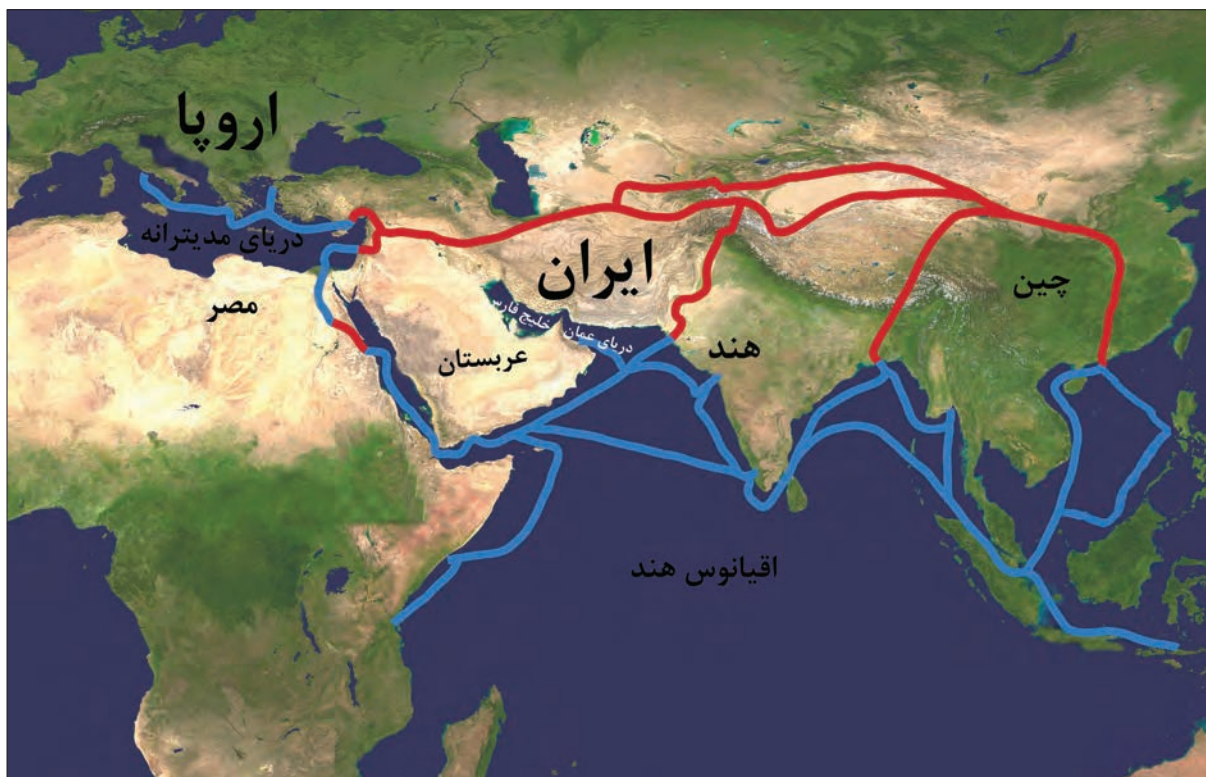 اروپا
دریای مدیترانه
ایران
چین
مصر
خلیج فارس
دریای عمان
هند
عربستان
اقیانوس هند